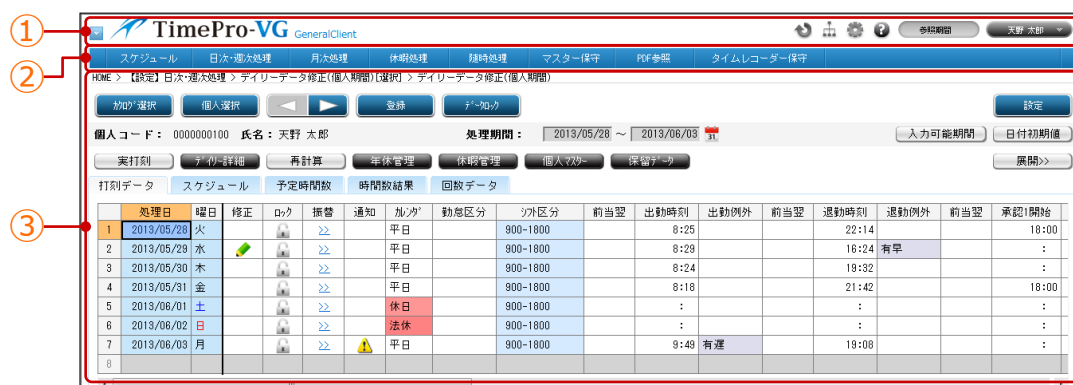 ① TimePro-VG GeneralClient 参照期間 天野 太郎
② スケジュール 日次・週次処理 月次処理 休暇処理 随時処理 マスター保守 PDF参照 タイムレコーダー保守
HOME > 【設定】日次・週次処理 > デイリーデータ修正(個人期間)[選択] > デイリーデータ修正(個人期間)
ｶﾀﾛｸﾞ選択 個人選択 登録 ﾃﾞｰﾀﾛｯｸ 設定
個人コード： 0000000100 氏名：天野 太郎 処理期間： 2013/05/28 ～ 2013/06/03 31 入力可能期間 日付初期値
実打刻 ﾃﾞｲﾘｰ詳細 再計算 年休管理 休暇管理 個人ﾏｽﾀｰ 保留ﾃﾞｰﾀ 展開>>
打刻データ スケジュール 予定時間数 時間数結果 回数データ
③ 処理日 曜日 修正 ﾛｯｸ 振替 通知 ｶﾚﾝﾀﾞ 勤怠区分 ｼﾌﾄ区分 前当翌 出勤時刻 出勤例外 前当翌 退勤時刻 退勤例外 前当翌 承認1開始
1 2013/05/28 火 >> 平日 900-1800 8:25 22:14 18:00
2 2013/05/29 水 >> 平日 900-1800 8:29 16:24 有早 :
3 2013/05/30 木 >> 平日 900-1800 8:24 19:32 :
4 2013/05/31 金 >> 平日 900-1800 8:18 21:42 18:00
5 2013/06/01 土 >> 休日 900-1800 : : :
6 2013/06/02 日 >> 法休 900-1800 : : :
7 2013/06/03 月 >> 平日 900-1800 9:49 有遅 19:08 :
8